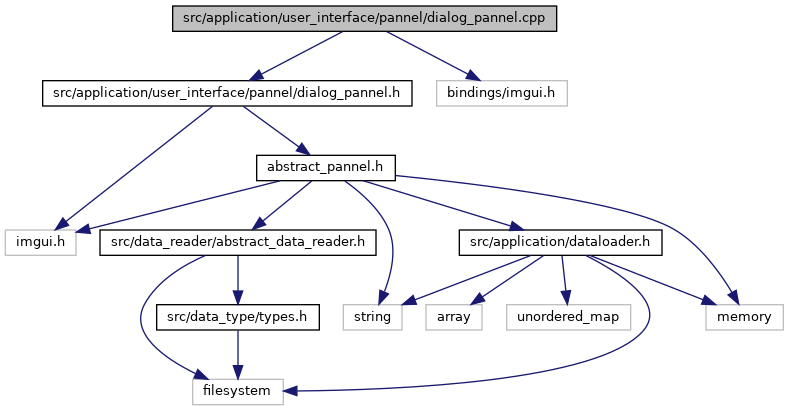 src/application/user_interface/pannel/dialog_pannel.cpp
src/application/user_interface/pannel/dialog_pannel.h
bindings/imgui.h
abstract_pannel.h
imgui.h
src/data_reader/abstract_data_reader.h
src/application/dataloader.h
src/data_type/types.h
string
array
unordered_map
memory
filesystem